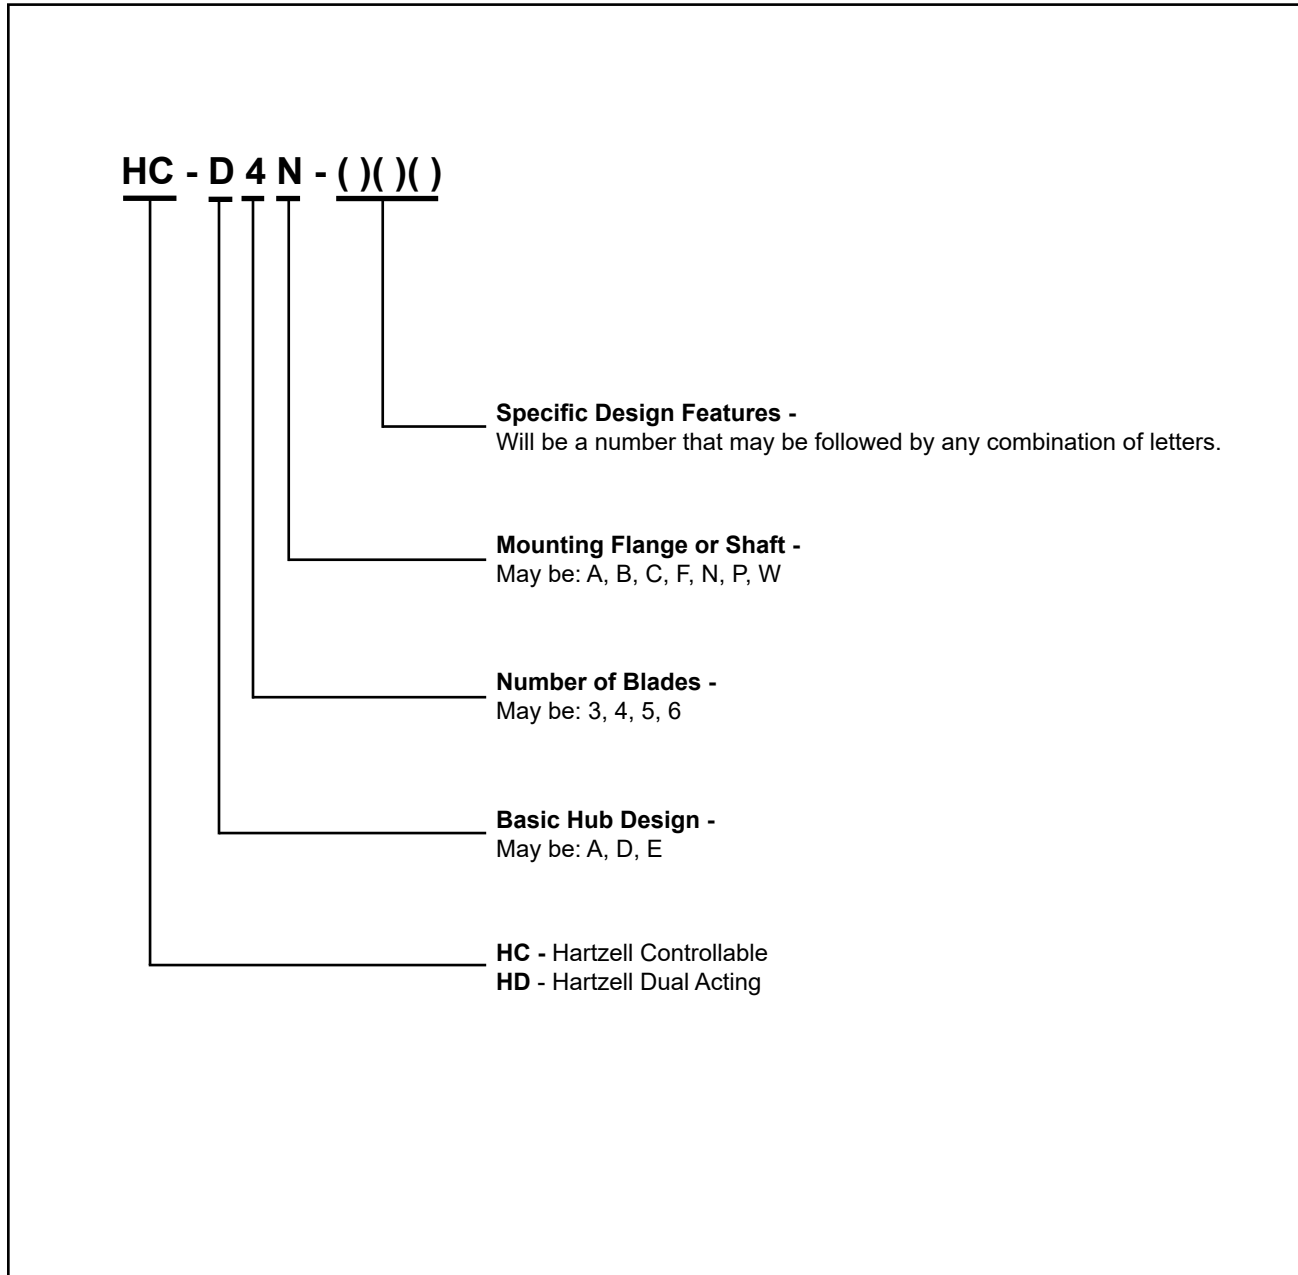 HC - D 4 N - ( )( )( )
Specific Design Features -
Will be a number that may be followed by any combination of letters.
Mounting Flange or Shaft -
May be: A, B, C, F, N, P, W
Number of Blades -
May be: 3, 4, 5, 6
Basic Hub Design -
May be: A, D, E
HC - Hartzell Controllable
HD - Hartzell Dual Acting